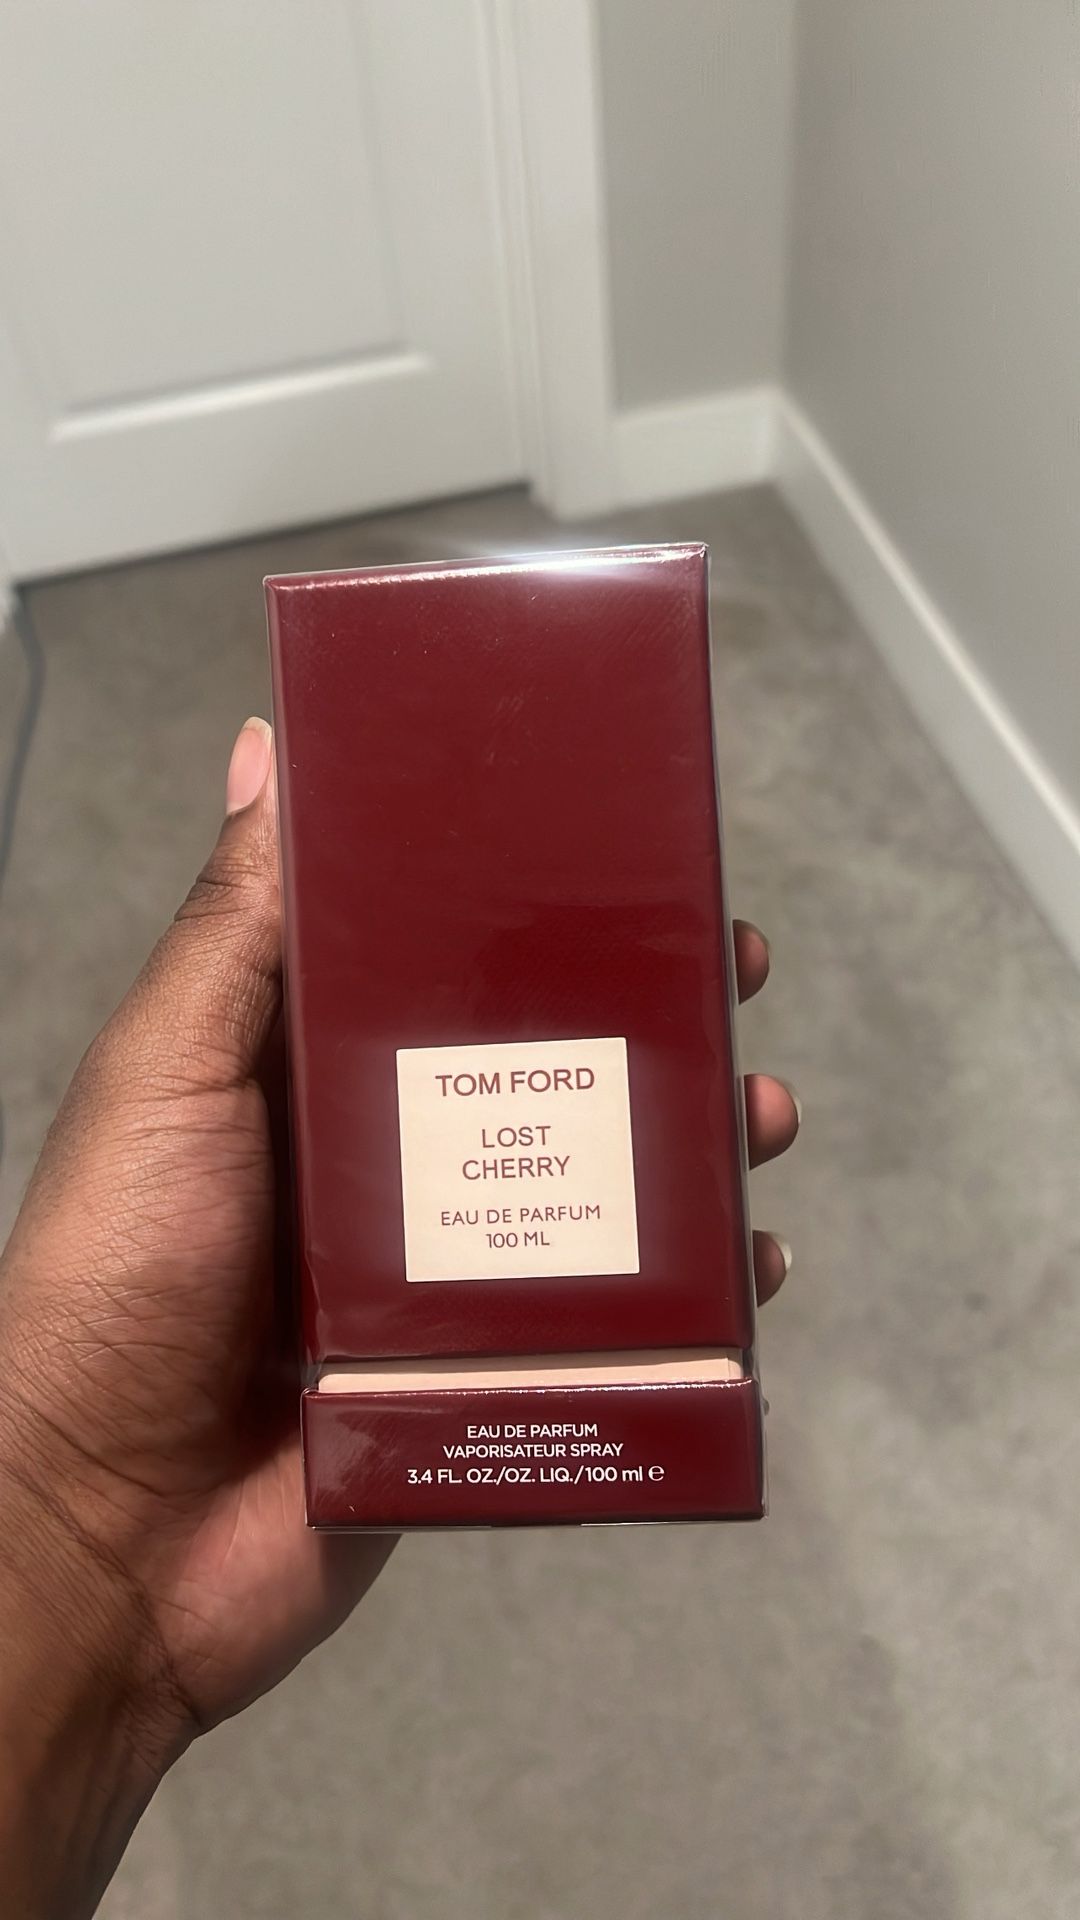 TOM FORD
LOST
CHERRY
EAU DE PARFUM
100 ML
EAU DE PARFUM
VAPORISATEUR SPRAY
3.4 FL. OZ./OZ. LIQ./100 ml ℮